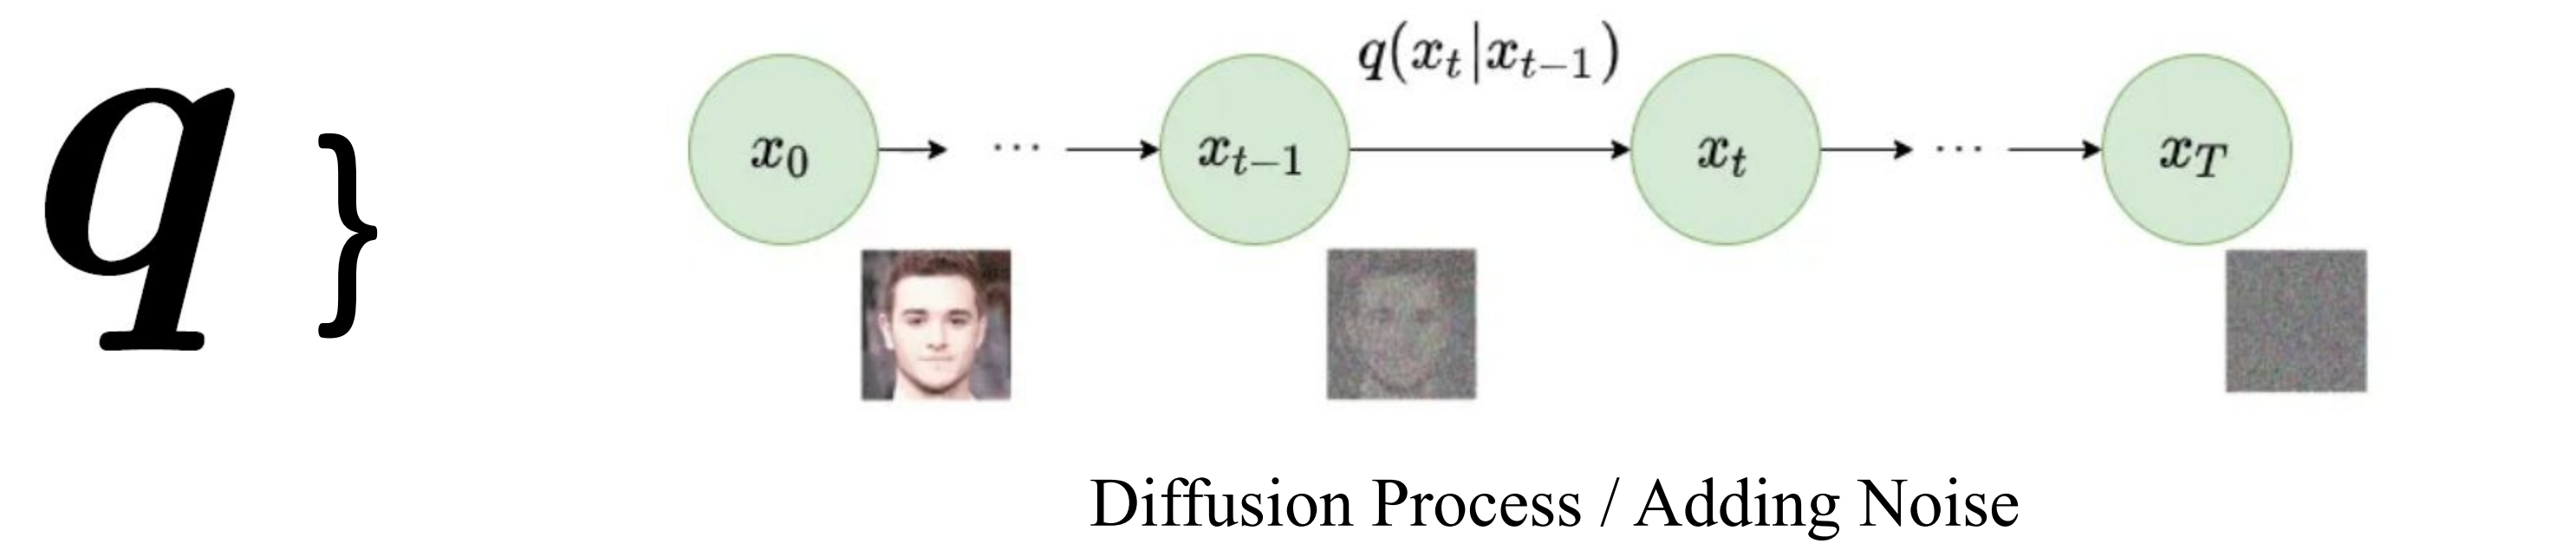 q }
q(x_t|x_{t-1})
x_0 ··· x_{t-1} x_t ··· x_T
Diffusion Process / Adding Noise